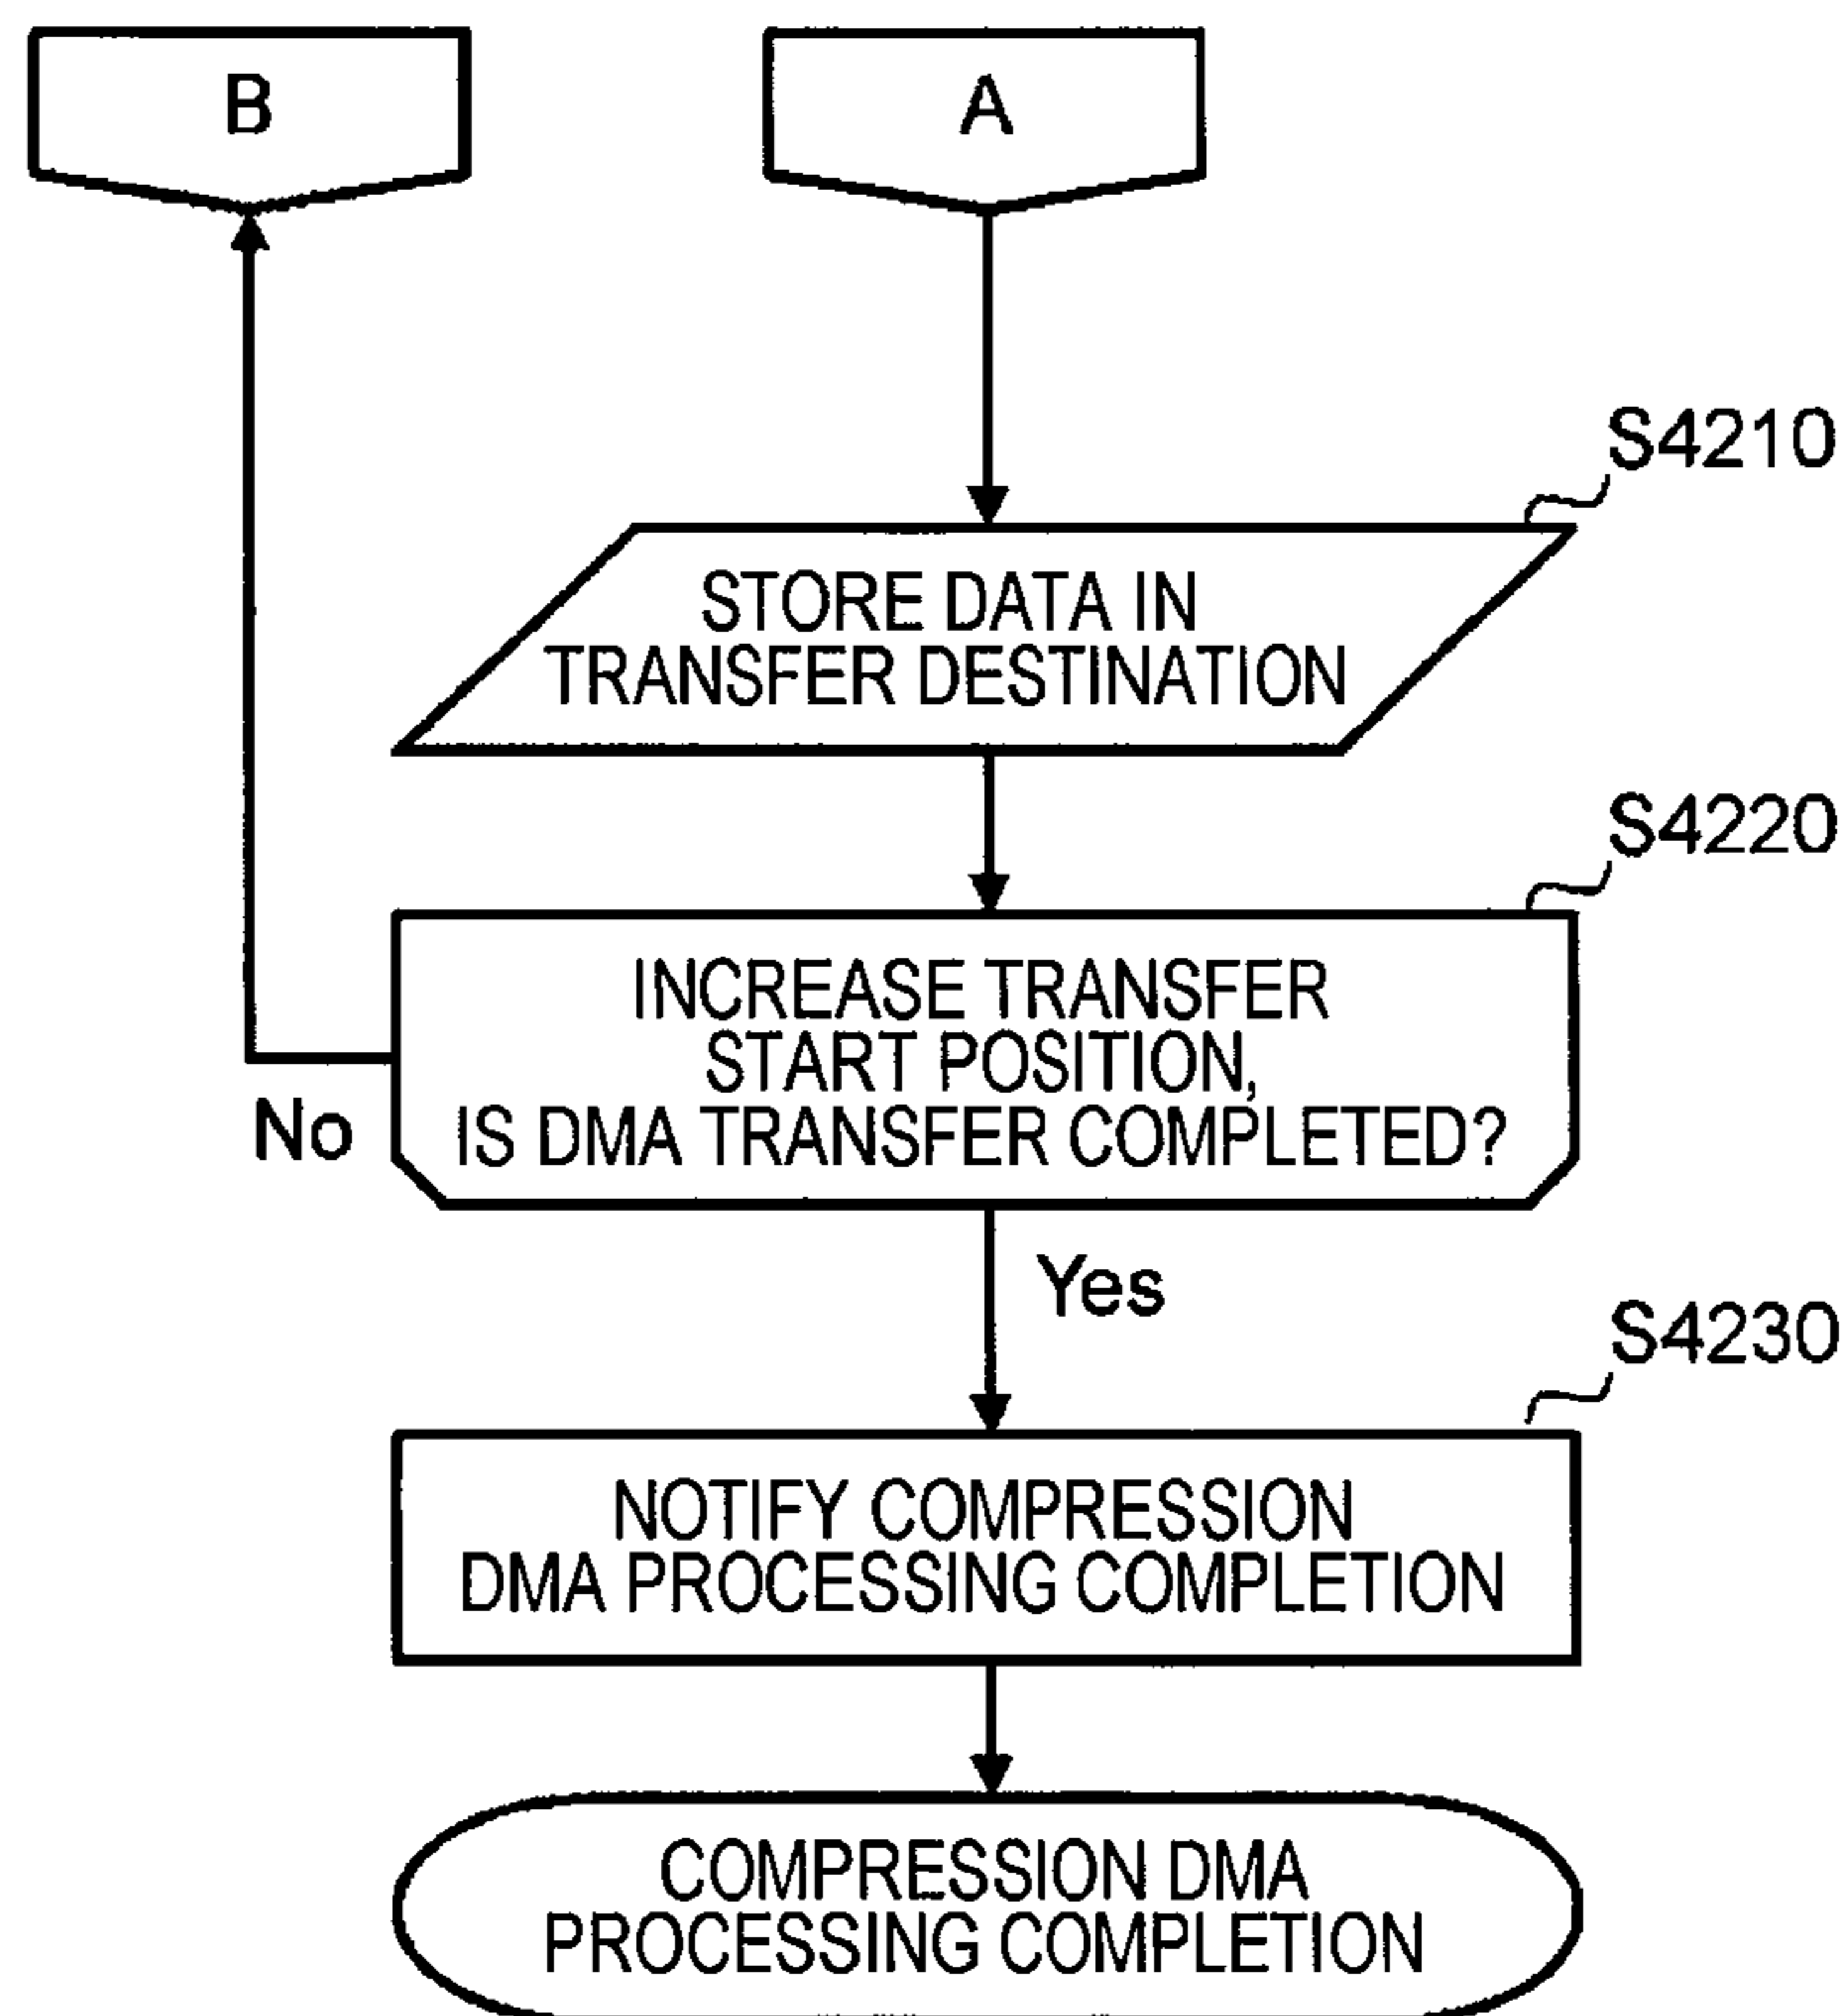 B
A
S4210
STORE DATA IN
TRANSFER DESTINATION
S4220
INCREASE TRANSFER
START POSITION,
IS DMA TRANSFER COMPLETED?
No
Yes
S4230
NOTIFY COMPRESSION
DMA PROCESSING COMPLETION
COMPRESSION DMA
PROCESSING COMPLETION